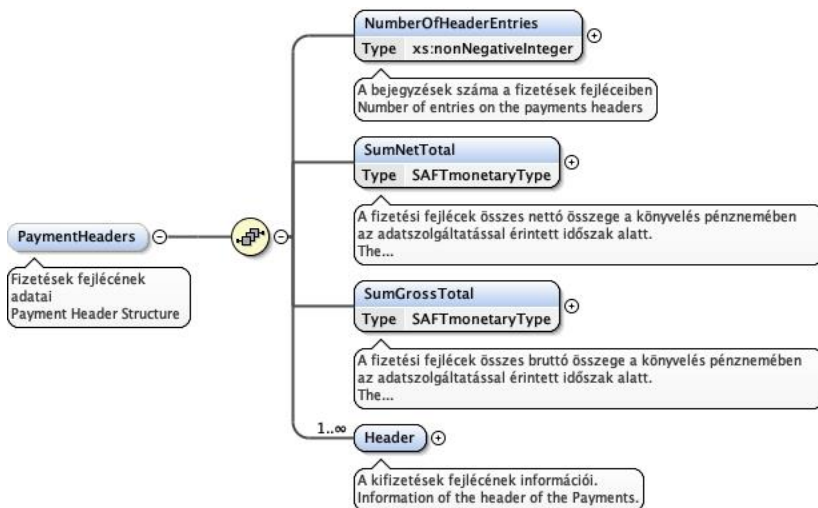 NumberOfHeaderEntries
Type xs:nonNegativeInteger
A bejegyzések száma a fizetések fejléceiben
Number of entries on the payments headers
SumNetTotal
Type SAFTmonetaryType
A fizetési fejlécek összes nettó összege a könyvelés pénznemében
az adatszolgáltatással érintett időszak alatt.
The...
PaymentHeaders
Fizetések fejlécének
adatai
Payment Header Structure
SumGrossTotal
Type SAFTmonetaryType
A fizetési fejlécek összes bruttó összege a könyvelés pénznemében
az adatszolgáltatással érintett időszak alatt.
The...
1..∞
Header
A kifizetések fejlécének információi.
Information of the header of the Payments.